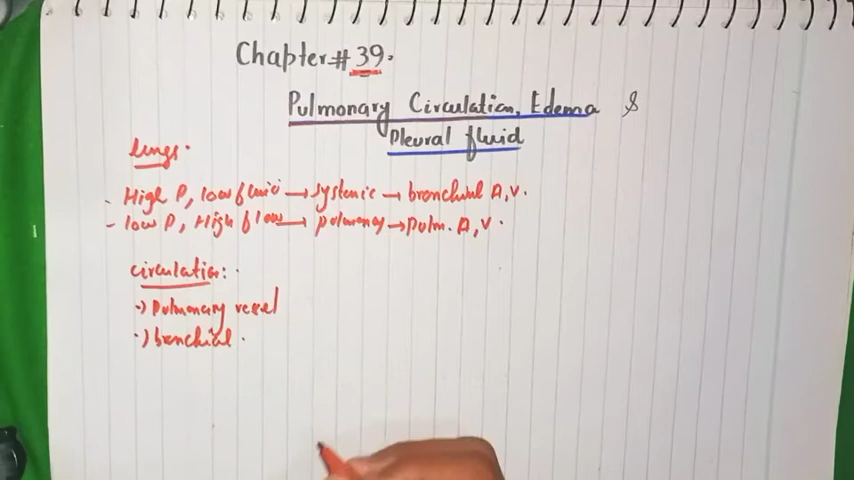 Chapter # 39.
Pulmonary Circulation, Edema &
Pleural fluid
lungs.
- High P, low fluid → systemic → bronchial A, V.
- low P, High flow → pulmonary → pulm. A, V.
circulation:
·) Pulmonary vessel
·) bronchial.